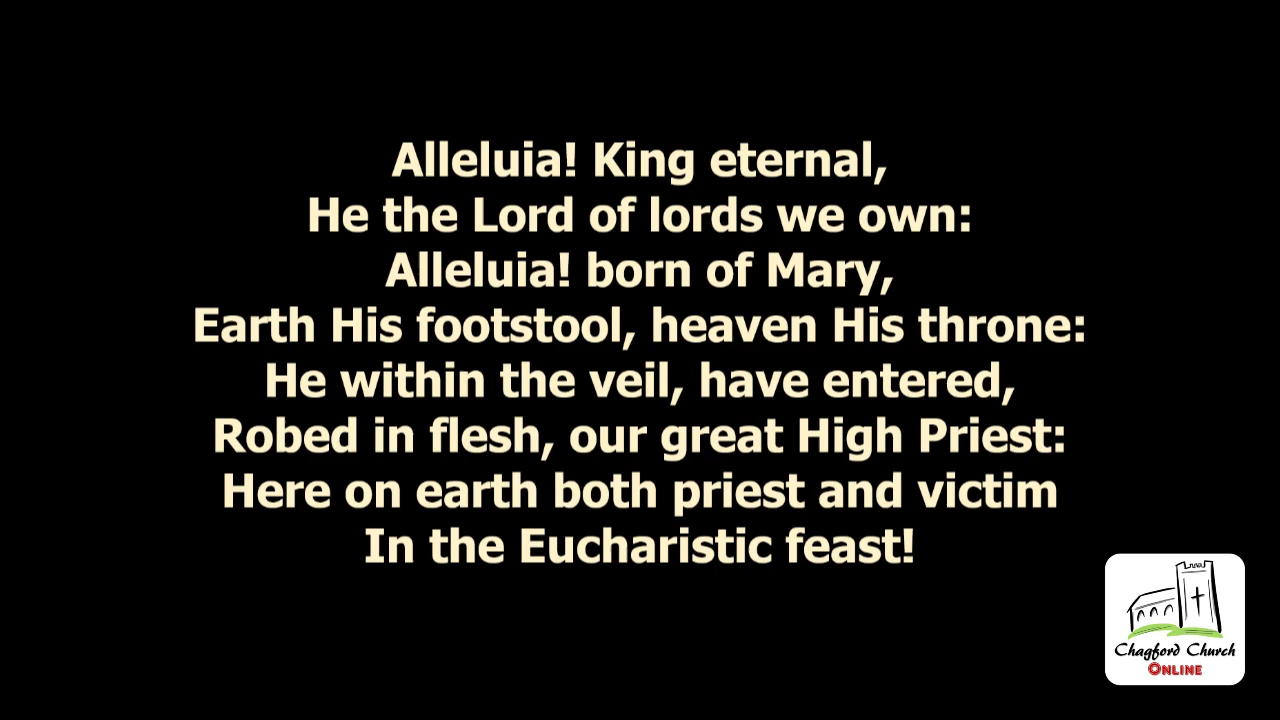 Alleluia! King eternal,
He the Lord of lords we own:
Alleluia! born of Mary,
Earth His footstool, heaven His throne:
He within the veil, have entered,
Robed in flesh, our great High Priest:
Here on earth both priest and victim
In the Eucharistic feast!
Chagford Church
ONLINE